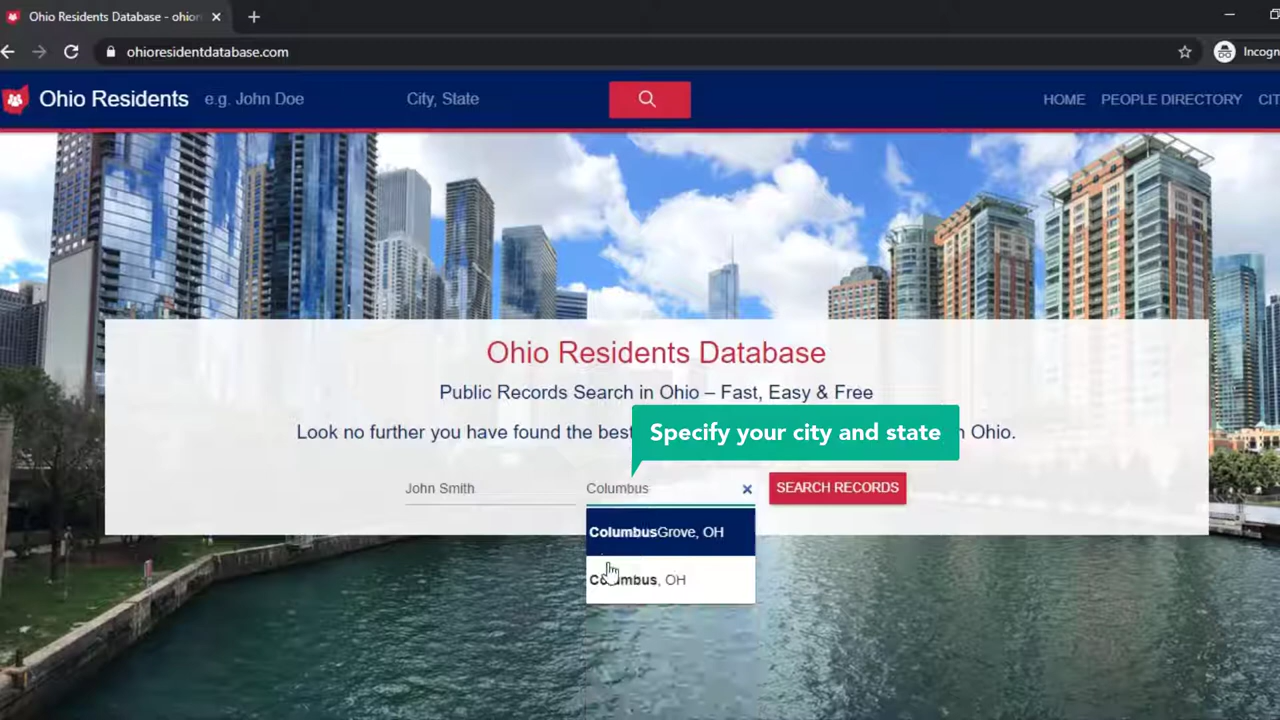 Ohio Residents Database - ohior
ohioresidentdatabase.com
Incogn
Ohio Residents
e.g. John Doe
City, State
HOME
PEOPLE DIRECTORY
CIT
Ohio Residents Database
Public Records Search in Ohio – Fast, Easy & Free
Look no further you have found the best
n Ohio.
Specify your city and state
John Smith
Columbus
SEARCH RECORDS
ColumbusGrove, OH
Columbus, OH